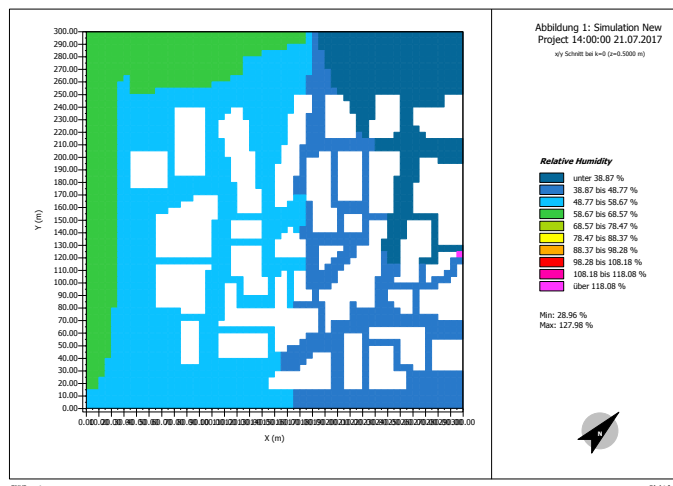 Abbildung 1: Simulation New
Project 14:00:00 21.07.2017
x/y Schnitt bei k=0 (z=0.5000 m)
300.00
290.00
280.00
270.00
260.00
250.00
240.00
230.00
220.00
210.00
200.00
190.00
180.00
170.00
160.00
150.00
140.00
130.00
120.00
110.00
100.00
90.00
80.00
70.00
60.00
50.00
40.00
30.00
20.00
10.00
0.00
Y (m)
X (m)
Relative Humidity
unter 38.87 %
38.87 bis 48.77 %
48.77 bis 58.67 %
58.67 bis 68.57 %
68.57 bis 78.47 %
78.47 bis 88.37 %
88.37 bis 98.28 %
98.28 bis 108.18 %
108.18 bis 118.08 %
über 118.08 %
Min: 28.96 %
Max: 127.98 %
N